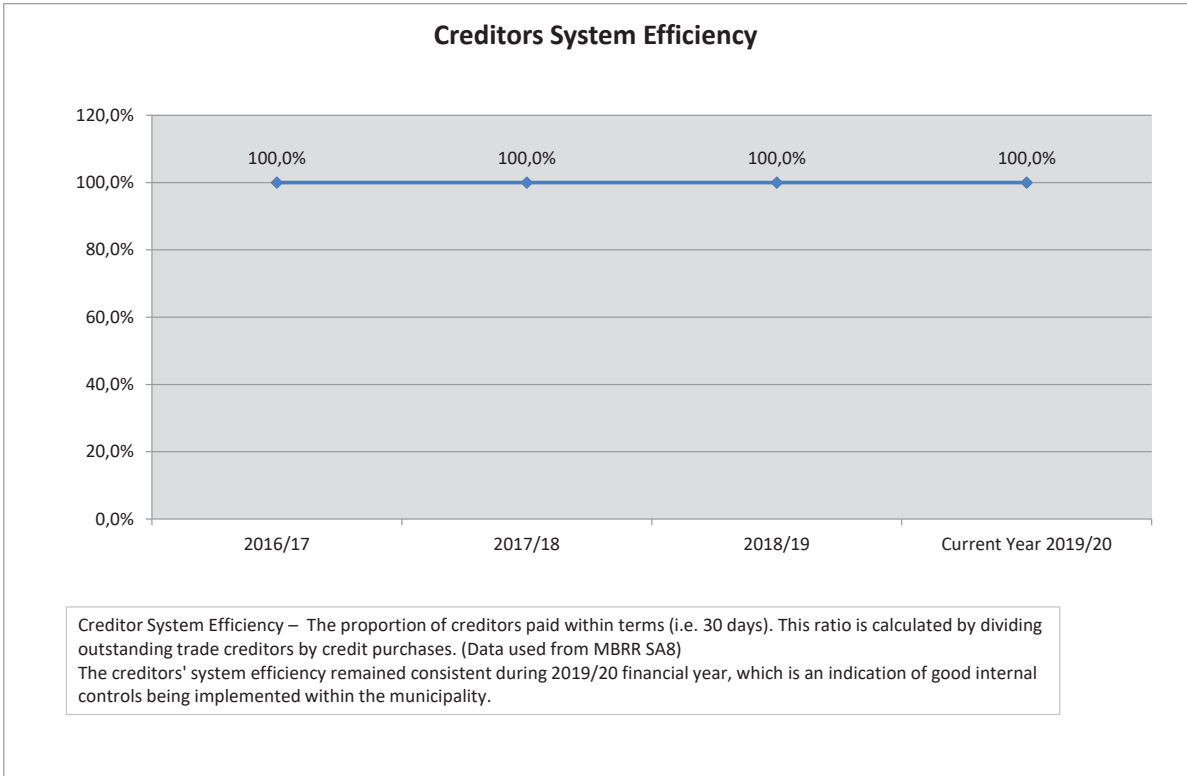 Creditors System Efficiency
120,0%
100,0%
80,0%
60,0%
40,0%
20,0%
0,0%
100,0%
100,0%
100,0%
100,0%
2016/17
2017/18
2018/19
Current Year 2019/20
Creditor System Efficiency – The proportion of creditors paid within terms (i.e. 30 days). This ratio is calculated by dividing
outstanding trade creditors by credit purchases. (Data used from MBRR SA8)
The creditors' system efficiency remained consistent during 2019/20 financial year, which is an indication of good internal
controls being implemented within the municipality.